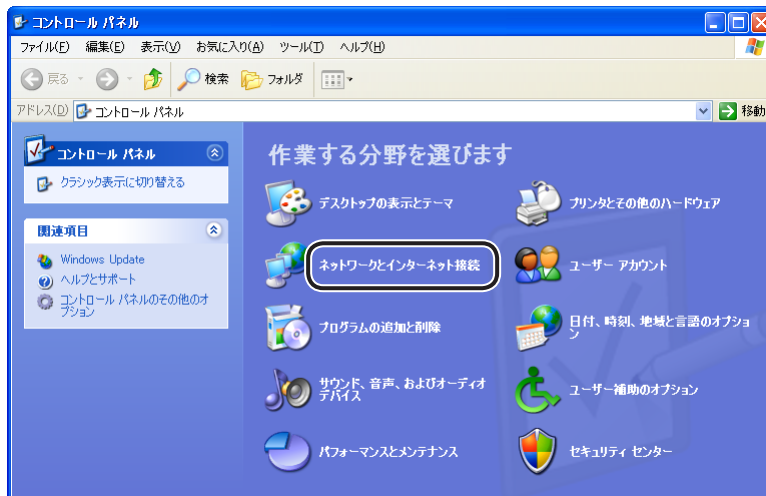 コントロール パネル
ファイル(F) 編集(E) 表示(V) お気に入り(A) ツール(T) ヘルプ(H)
戻る 検索 フォルダ
アドレス(D) コントロール パネル 移動
コントロール パネル
クラシック表示に切り替える
関連項目
Windows Update
ヘルプとサポート
コントロール パネルのその他のオ
プション
作業する分野を選びます
デスクトップの表示とテーマ
プリンタとその他のハードウェア
ネットワークとインターネット接続
ユーザー アカウント
プログラムの追加と削除
日付、時刻、地域と言語のオプショ
ン
サウンド、音声、およびオーディオ
デバイス
ユーザー補助のオプション
パフォーマンスとメンテナンス
セキュリティ センター